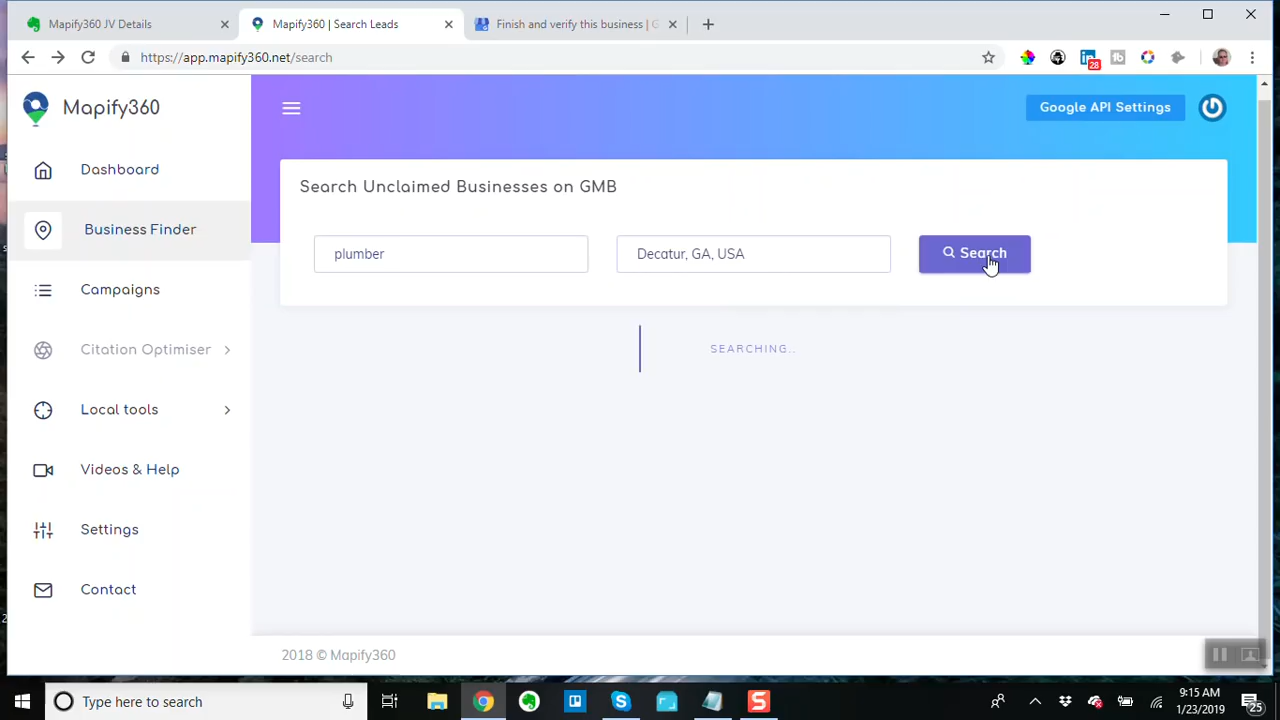 Mapify360 JV Details
Mapify360 | Search Leads
Finish and verify this business | G
https://app.mapify360.net/search
28
Mapify360
Google API Settings
Dashboard
Search Unclaimed Businesses on GMB
Business Finder
plumber
Decatur, GA, USA
Search
Campaigns
Citation Optimiser
SEARCHING..
Local tools
Videos & Help
Settings
Contact
2018 © Mapify360
Type here to search
9:15 AM
1/23/2019
25